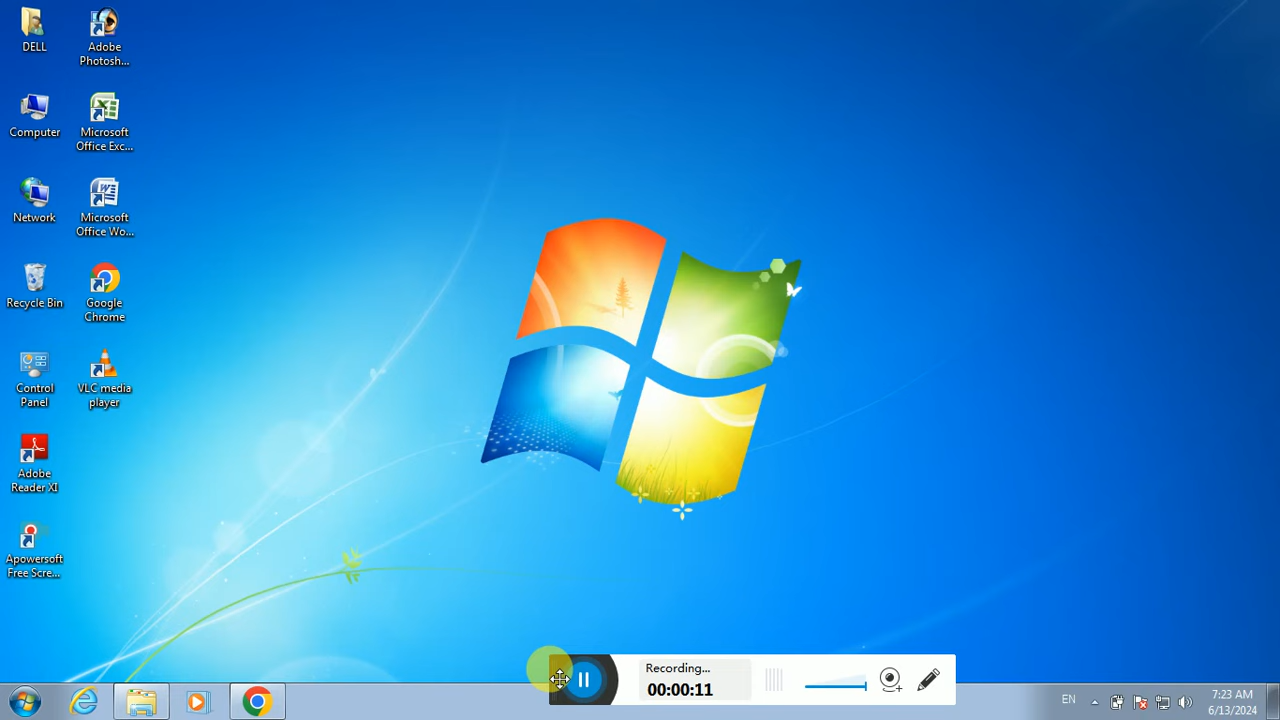 DELL
Adobe
Photosh...
Computer
Microsoft
Office Exc...
Network
Microsoft
Office Wo...
Recycle Bin
Google
Chrome
Control
Panel
VLC media
player
Adobe
Reader XI
Apowersoft
Free Scre...
Recording...
00:00:11
EN
7:23 AM
6/13/2024